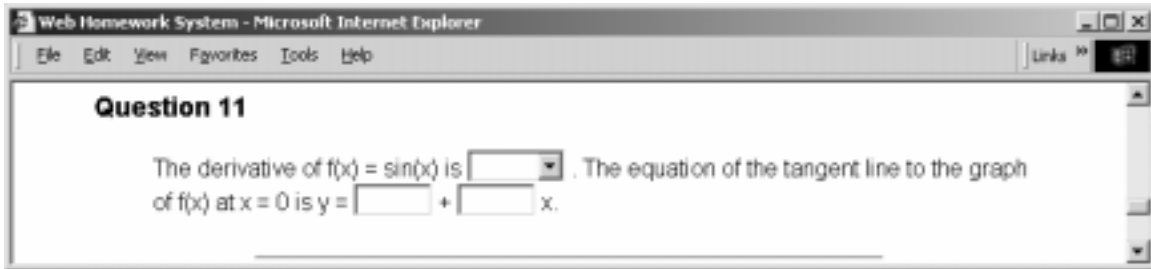 Web Homework System - Microsoft Internet Explorer
File Edit View Favorites Tools Help Links »
Question 11
The derivative of f(x) = sin(x) is . The equation of the tangent line to the graph
of f(x) at x = 0 is y = + x.